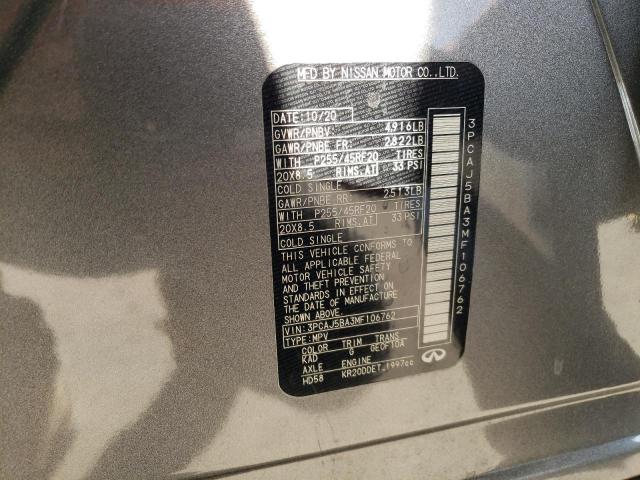 MFD BY NISSAN MOTOR CO.,LTD.
DATE: 10/20
GVWR/PNBV: 4916LB
GAWR/PNBE FR: 2822LB
WITH P255/45RF20 TIRES
20X8.5 RIMS,AT 33 PSI
COLD SINGLE
GAWR/PNBE RR: 2513LB
WITH P255/45RF20 TIRES
20X8.5 RIMS,AT 33 PSI
COLD SINGLE
THIS VEHICLE CONFORMS TO
ALL APPLICABLE FEDERAL
MOTOR VEHICLE SAFETY
AND THEFT PREVENTION
STANDARDS IN EFFECT ON
THE DATE OF MANUFACTURE
SHOWN ABOVE.
VIN: 3PCAJ5BA3MF106762
TYPE: MPV
COLOR TRIM TRANS
KAD G GEOF10A
AXLE ENGINE
HD58 KR20DDET 1997cc
3PCAJ5BA3MF106762